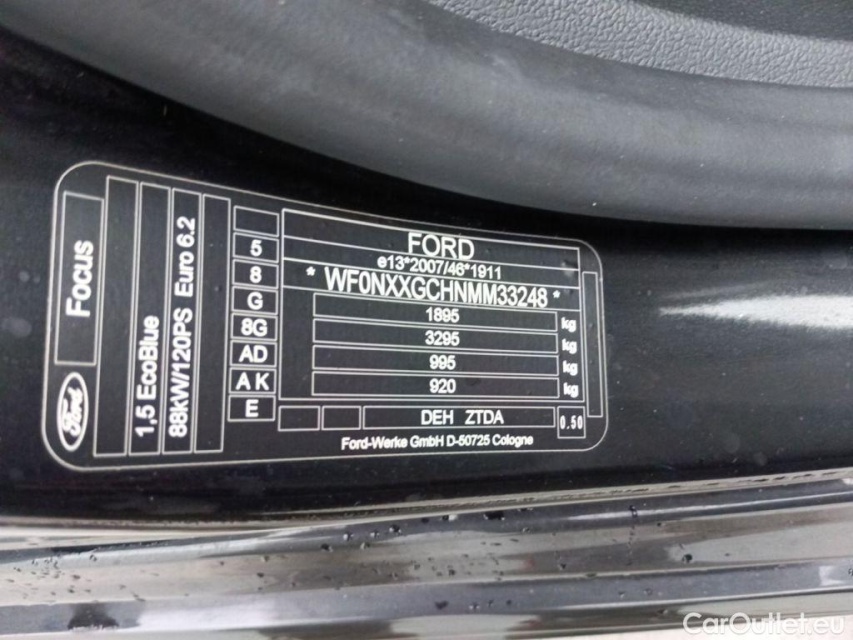 FORD
e13*2007/46*1911
* WF0NXXGCHNMM33248 *
1895 kg
3295 kg
995 kg
920 kg
DEH ZTDA 0.50
Ford-Werke GmbH D-50725 Cologne
5
8
G
8G
AD
A K
E
Focus
Ford
1,5 EcoBlue
88kW/120PS Euro 6.2
CarOutlet.eu